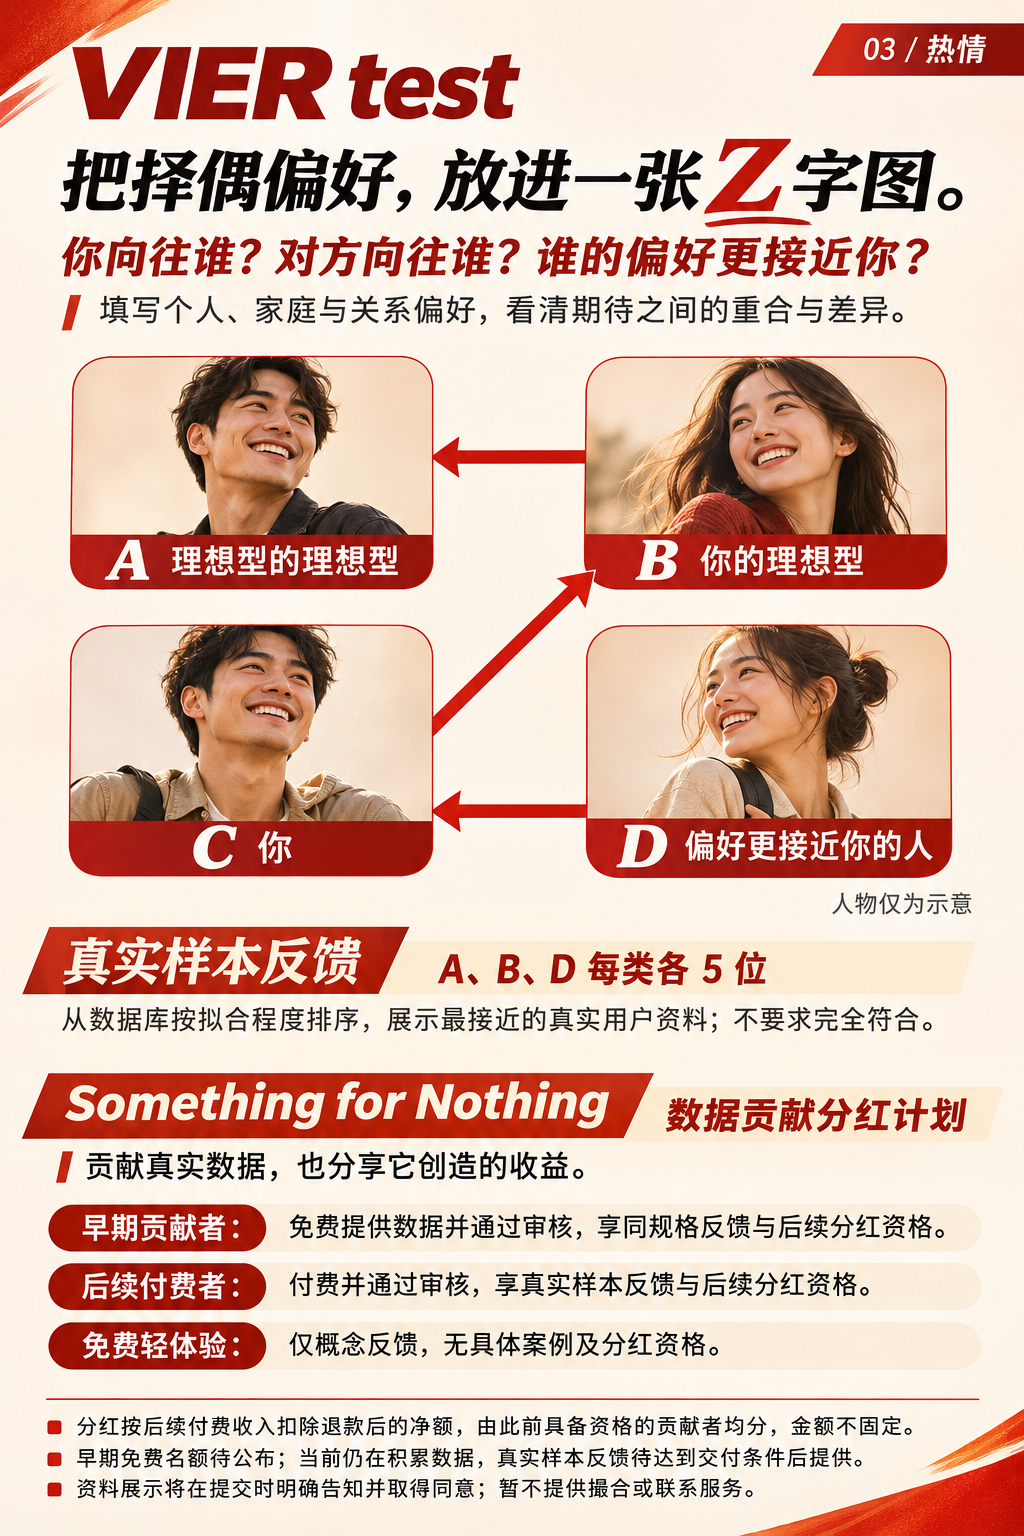 03 / 热情
VIER test
把择偶偏好，放进一张Z字图。
你向往谁？对方向往谁？谁的偏好更接近你？
填写个人、家庭与关系偏好，看清期待之间的重合与差异。
A 理想型的理想型
B 你的理想型
C 你
D 偏好更接近你的人
人物仅为示意
真实样本反馈
A、B、D 每类各 5 位
从数据库按拟合程度排序，展示最接近的真实用户资料；不要求完全符合。
Something for Nothing
数据贡献分红计划
贡献真实数据，也分享它创造的收益。
早期贡献者： 免费提供数据并通过审核，享同规格反馈与后续分红资格。
后续付费者： 付费并通过审核，享真实样本反馈与后续分红资格。
免费轻体验： 仅概念反馈，无具体案例及分红资格。
分红按后续付费收入扣除退款后的净额，由此前具备资格的贡献者均分，金额不固定。
早期免费名额待公布；当前仍在积累数据，真实样本反馈待达到交付条件后提供。
资料展示将在提交时明确告知并取得同意；暂不提供撮合或联系服务。